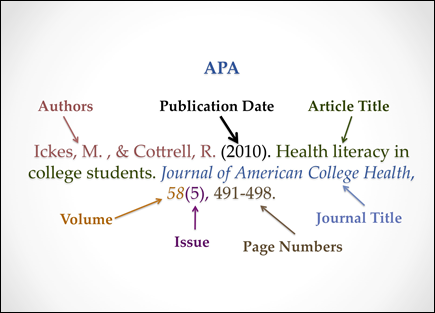 APA
Authors
Publication Date
Article Title
Ickes, M. , & Cottrell, R. (2010). Health literacy in
college students. Journal of American College Health,
58(5), 491-498.
Volume
Issue
Page Numbers
Journal Title